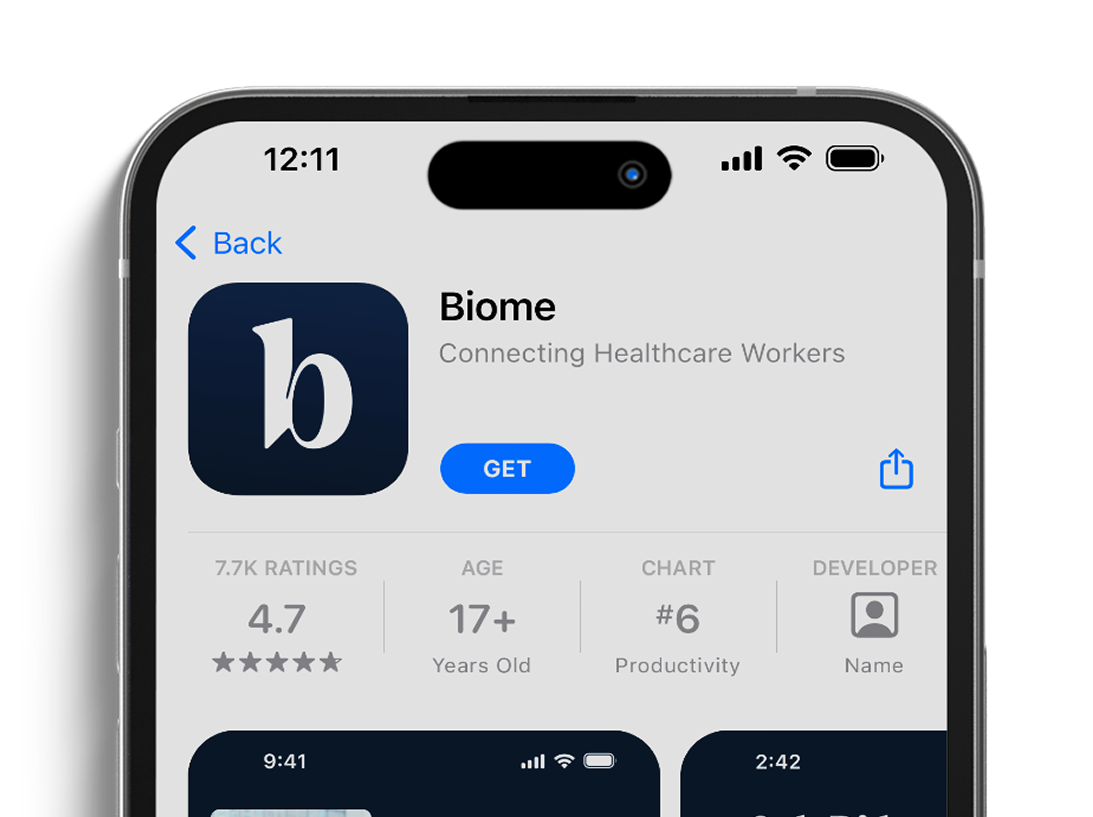 12:11
Back
b
Biome
Connecting Healthcare Workers
GET
7.7K RATINGS
AGE
CHART
DEVELOPER
4.7
17+
#6
Years Old
Productivity
Name
9:41
2:42